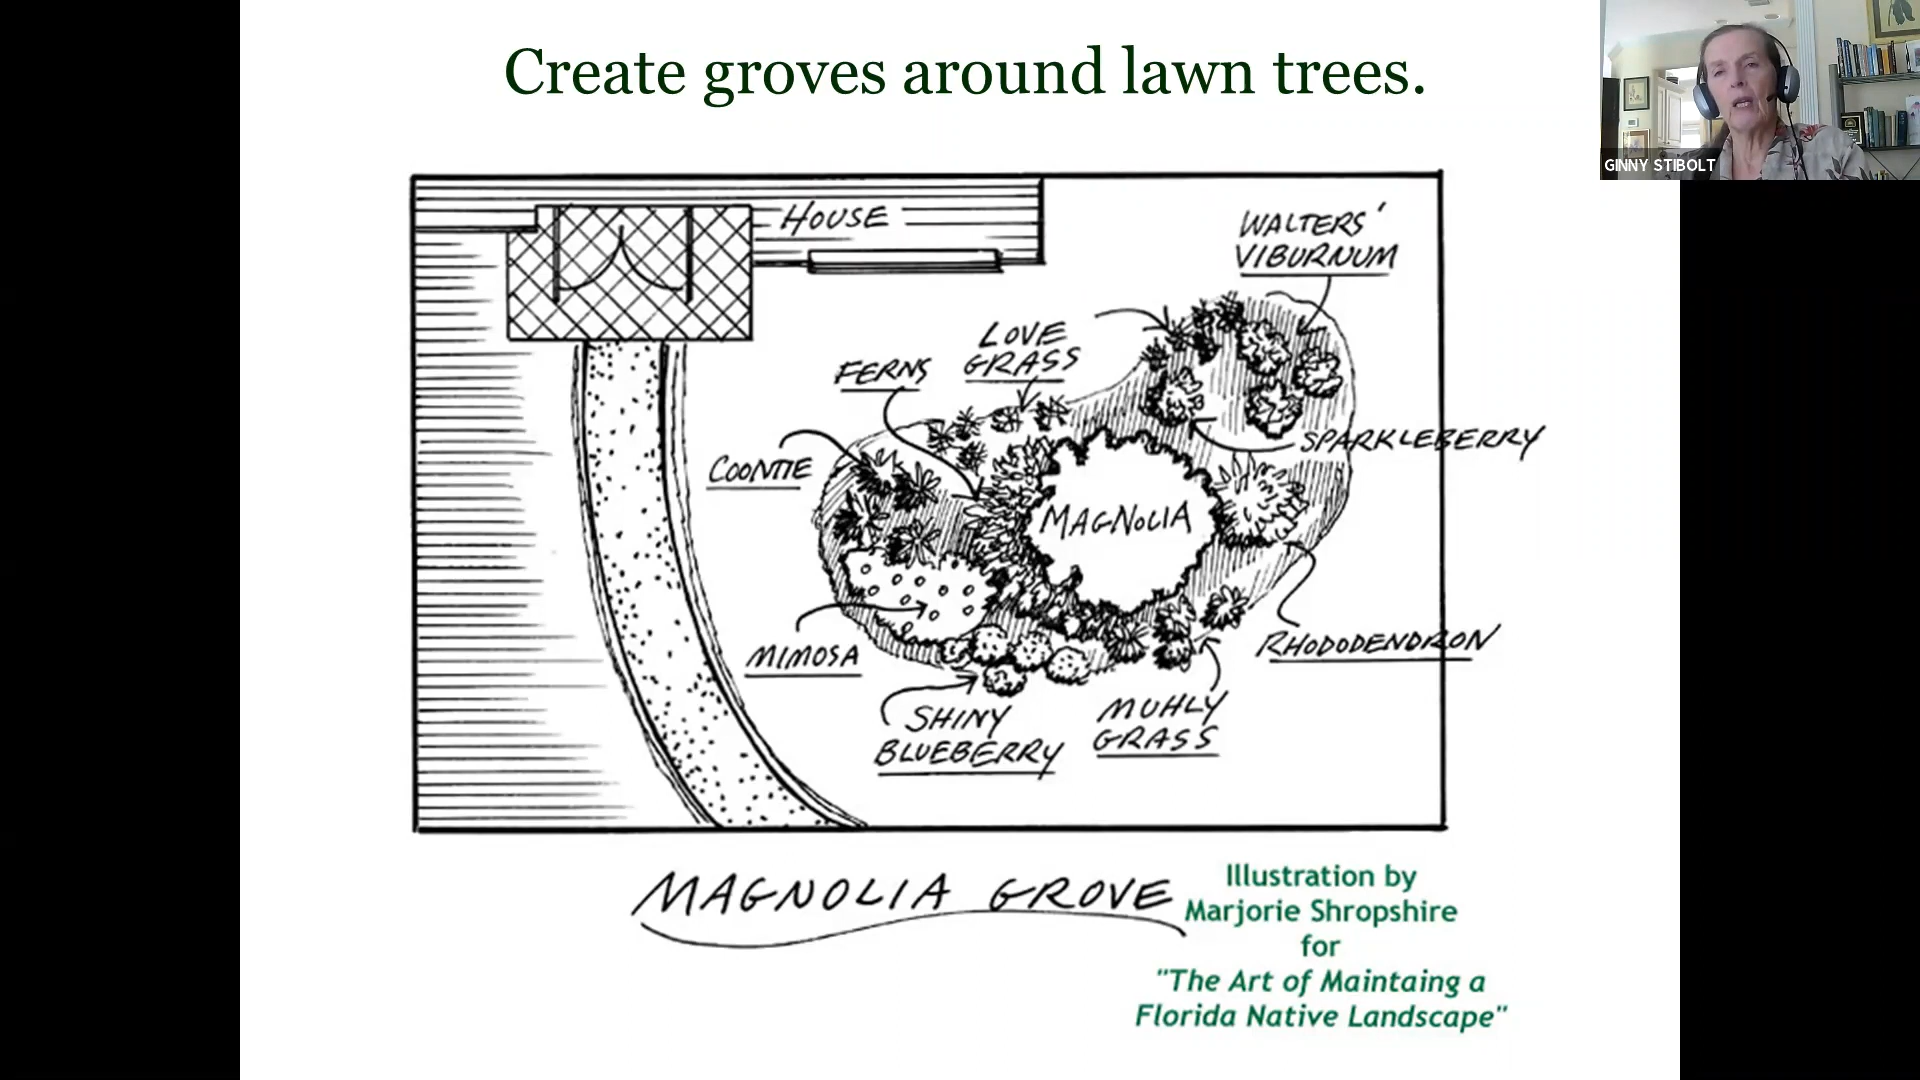 Create groves around lawn trees.
GINNY STIBOLT
HOUSE
WALTERS'
VIBURNUM
LOVE
GRASS
FERNS
COONTIE
SPARKLEBERRY
MAGNOLIA
MIMOSA
RHODODENDRON
SHINY
BLUEBERRY
MUHLY
GRASS
MAGNOLIA GROVE
Illustration by
Marjorie Shropshire
for
"The Art of Maintaing a
Florida Native Landscape"